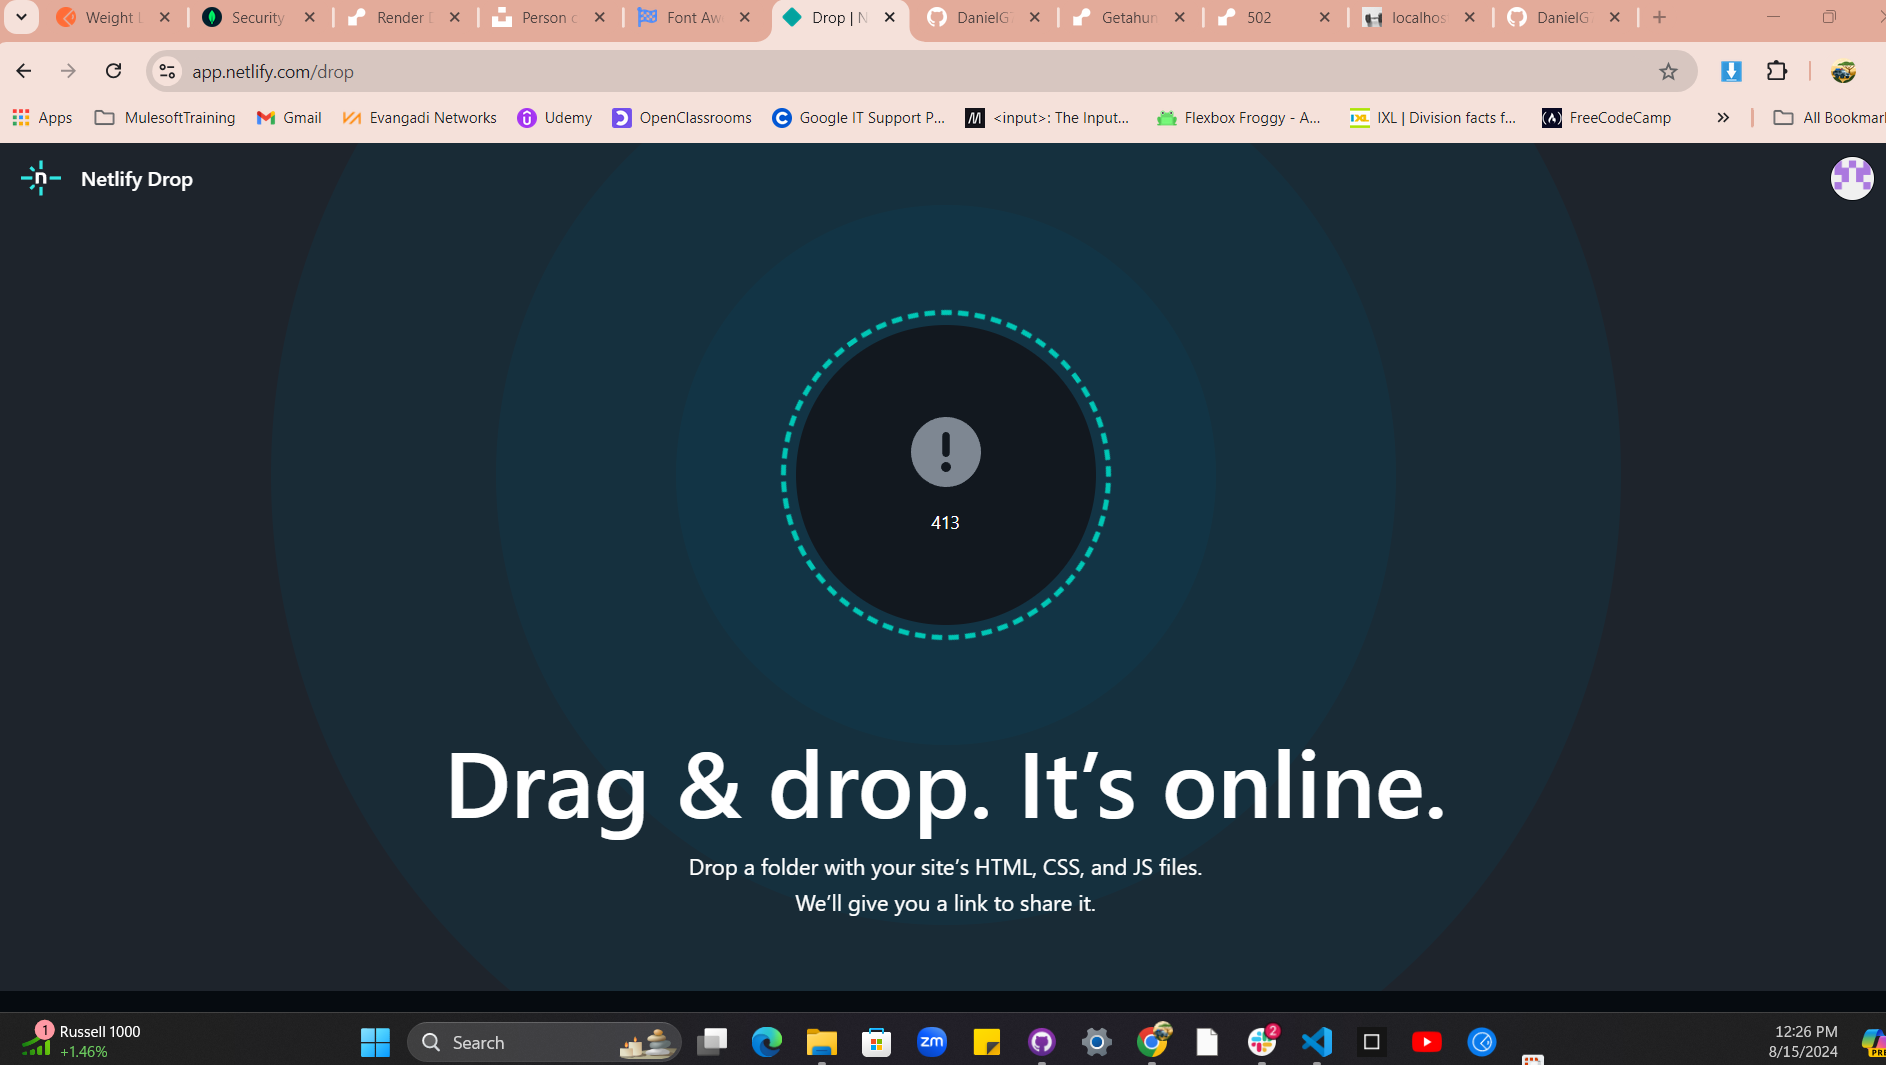 Weight L
Security
Render D
Person o
Font Aw
Drop | N
DanielG
Getahun
502
localhos
DanielG
app.netlify.com/drop
Apps
MulesoftTraining
Gmail
Evangadi Networks
Udemy
OpenClassrooms
Google IT Support P...
<input>: The Input...
Flexbox Froggy - A...
IXL | Division facts f...
FreeCodeCamp
»
All Bookmar
Netlify Drop
413
Drag & drop. It’s online.
Drop a folder with your site’s HTML, CSS, and JS files.
We’ll give you a link to share it.
1
Russell 1000
+1.46%
Search
zm
2
12:26 PM
8/15/2024
PRE